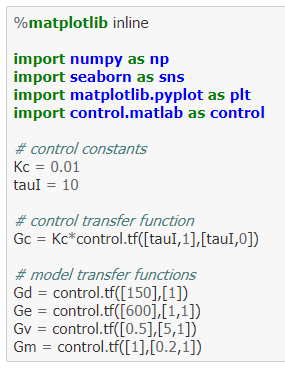 %matplotlib inline
import numpy as np
import seaborn as sns
import matplotlib.pyplot as plt
import control.matlab as control
# control constants
Kc = 0.01
tauI = 10
# control transfer function
Gc = Kc*control.tf([tauI,1],[tauI,0])
# model transfer functions
Gd = control.tf([150],[1])
Ge = control.tf([600],[1,1])
Gv = control.tf([0.5],[5,1])
Gm = control.tf([1],[0.2,1])